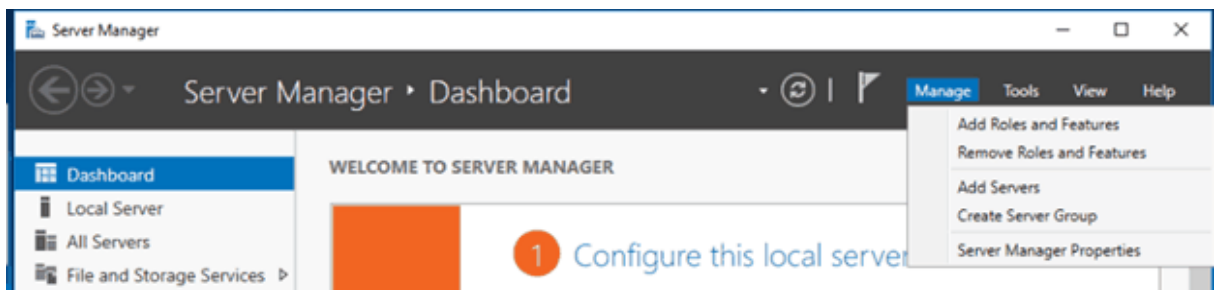 Server Manager
Server Manager • Dashboard
Manage Tools View Help
Add Roles and Features
Remove Roles and Features
Add Servers
Create Server Group
Server Manager Properties
Dashboard
Local Server
All Servers
File and Storage Services
WELCOME TO SERVER MANAGER
1 Configure this local server